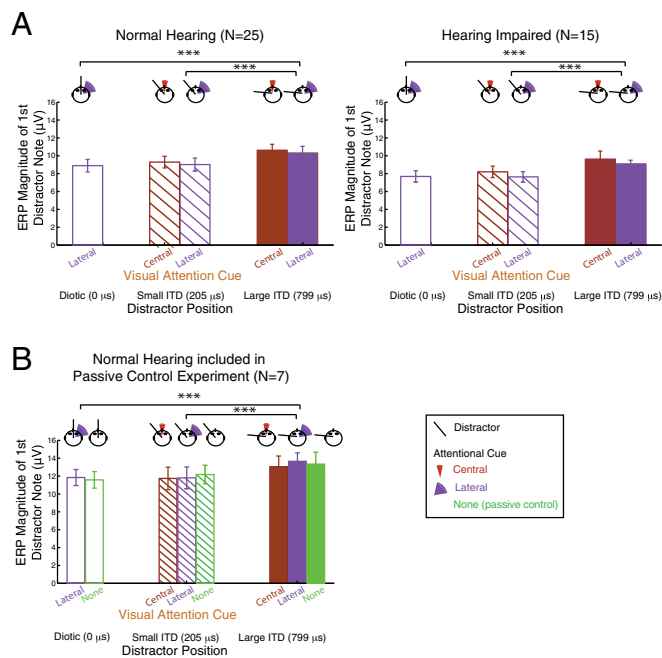 A
Normal Hearing (N=25)
***
***
ERP Magnitude of 1st
Distractor Note (μV)
16
14
12
10
8
6
4
2
0
Lateral
Central
Lateral
Central
Lateral
Visual Attention Cue
Diotic (0 μs)
Small ITD (205 μs)
Large ITD (799 μs)
Distractor Position
Hearing Impaired (N=15)
***
***
ERP Magnitude of 1st
Distractor Note (μV)
16
14
12
10
8
6
4
2
0
Lateral
Central
Lateral
Central
Lateral
Visual Attention Cue
Diotic (0 μs)
Small ITD (205 μs)
Large ITD (799 μs)
Distractor Position
B
Normal Hearing included in
Passive Control Experiment (N=7)
***
***
ERP Magnitude of 1st
Distractor Note (μV)
16
14
12
10
8
6
4
2
0
Lateral
None
Central
Lateral
None
Central
Lateral
None
Visual Attention Cue
Diotic (0 μs)
Small ITD (205 μs)
Large ITD (799 μs)
Distractor Position
Distractor
Attentional Cue
Central
Lateral
None (passive control)